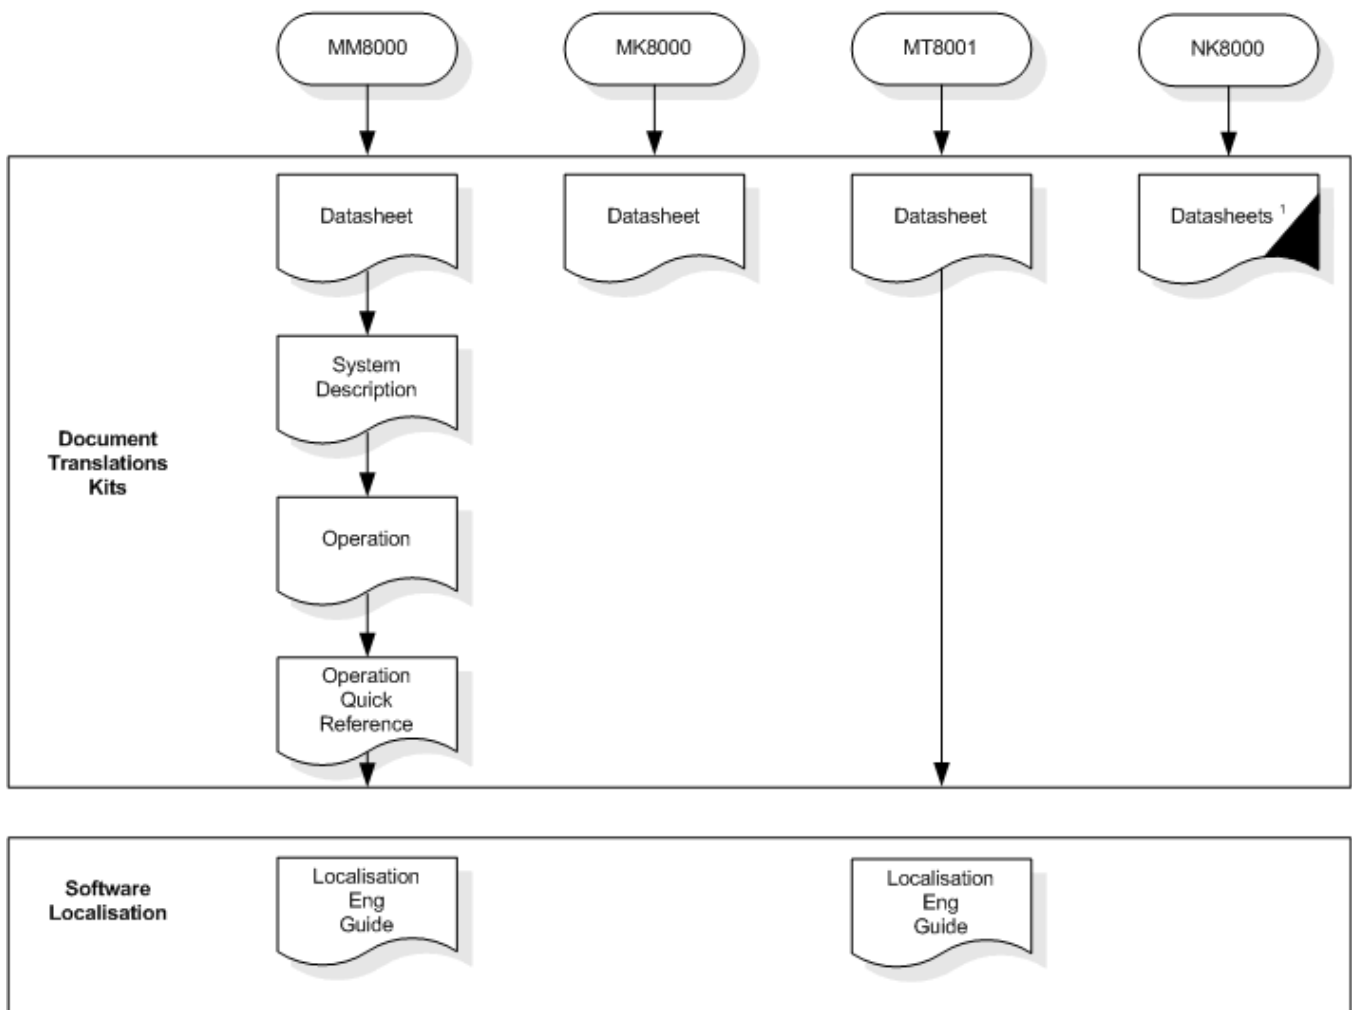 MM8000
MK8000
MT8001
NK8000
Datasheet
Datasheet
Datasheet
Datasheets 1
System
Description
Document
Translations
Kits
Operation
Operation
Quick
Reference
Software
Localisation
Localisation
Eng
Guide
Localisation
Eng
Guide